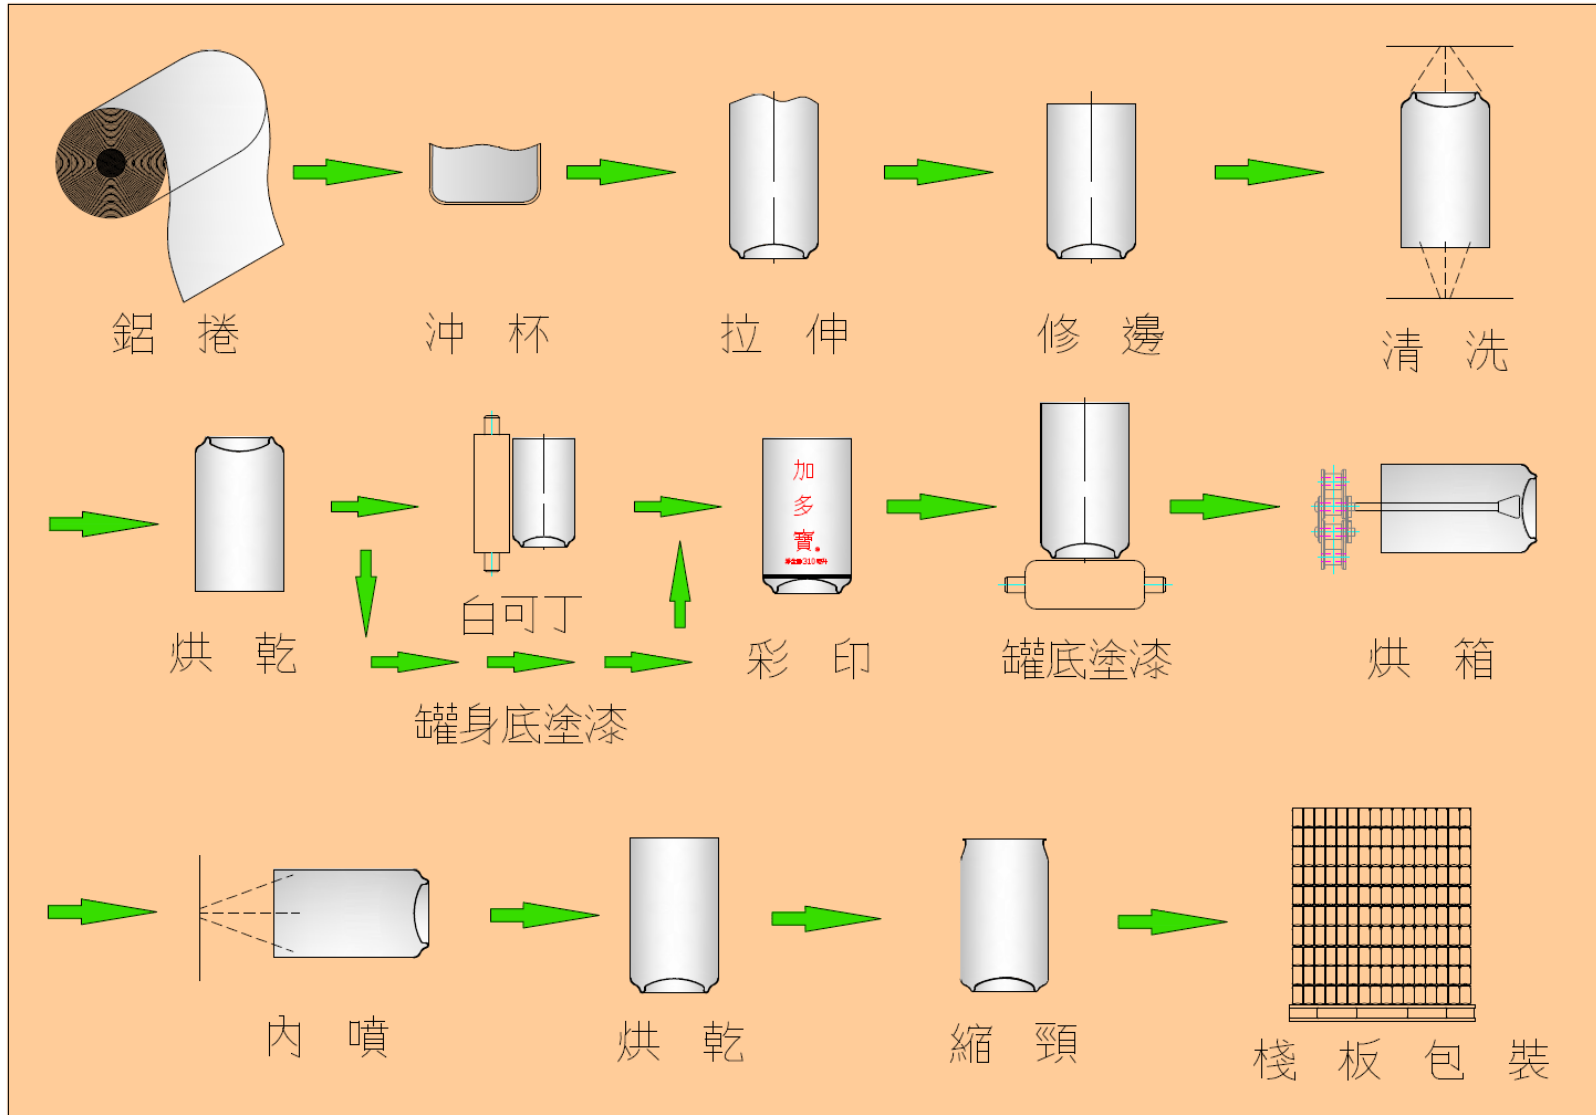 鋁捲
沖杯
拉伸
修邊
清洗
烘乾
白可丁
加多寶
310
彩印
罐底塗漆
烘箱
罐身底塗漆
內噴
烘乾
縮頸
棧板包裝